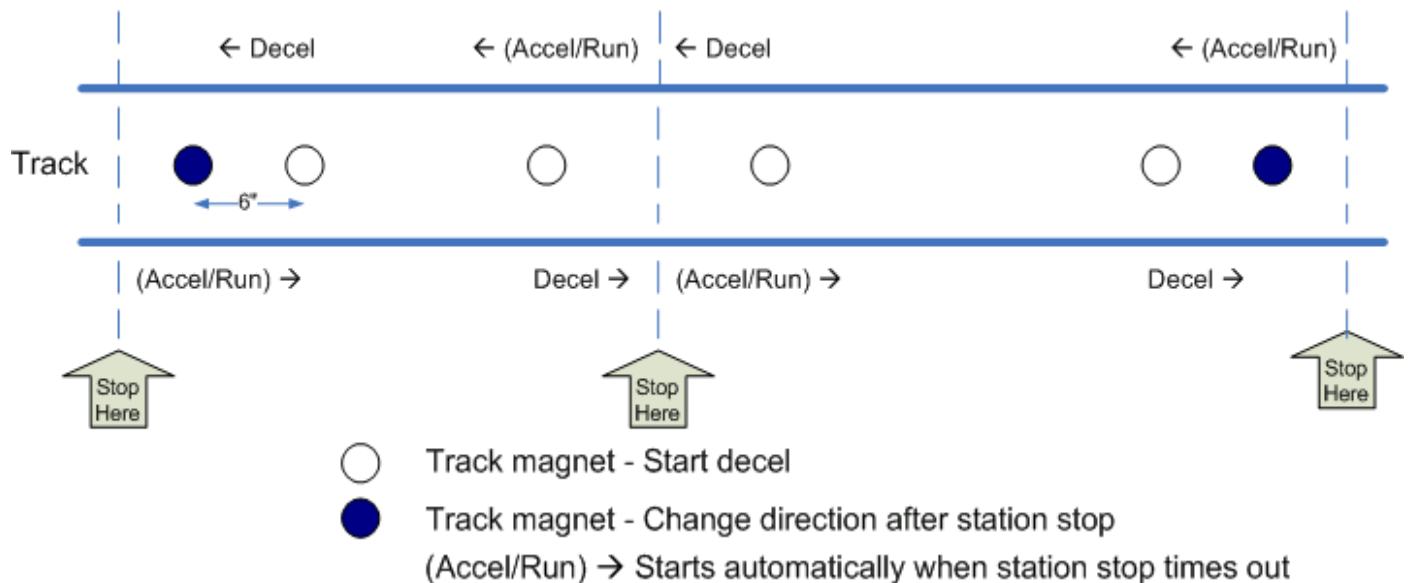 ← Decel ← (Accel/Run) ← Decel ← (Accel/Run)
Track
6"
(Accel/Run) → Decel → (Accel/Run) → Decel →
Stop
Here
Stop
Here
Stop
Here
Track magnet - Start decel
Track magnet - Change direction after station stop
(Accel/Run) → Starts automatically when station stop times out